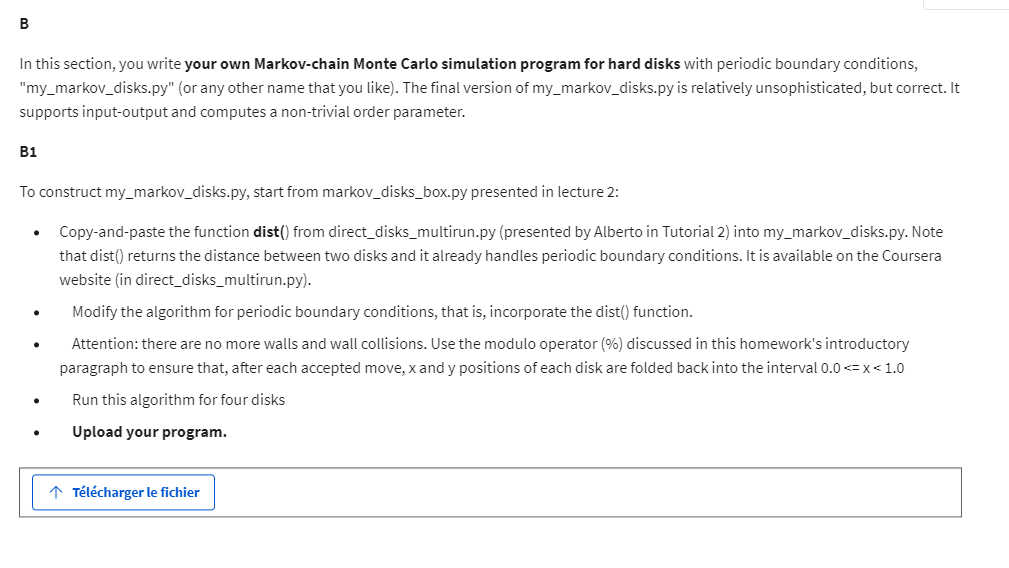 B
In this section, you write your own Markov-chain Monte Carlo simulation program for hard disks with periodic boundary conditions,
"my_markov_disks.py" (or any other name that you like). The final version of my_markov_disks.py is relatively unsophisticated, but correct. It
supports input-output and computes a non-trivial order parameter.
B1
To construct my_markov_disks.py, start from markov_disks_box.py presented in lecture 2:
• Copy-and-paste the function dist() from direct_disks_multirun.py (presented by Alberto in Tutorial 2) into my_markov_disks.py. Note
that dist() returns the distance between two disks and it already handles periodic boundary conditions. It is available on the Coursera
website (in direct_disks_multirun.py).
• Modify the algorithm for periodic boundary conditions, that is, incorporate the dist() function.
• Attention: there are no more walls and wall collisions. Use the modulo operator (%) discussed in this homework's introductory
paragraph to ensure that, after each accepted move, x and y positions of each disk are folded back into the interval 0.0 <= x < 1.0
• Run this algorithm for four disks
• Upload your program.
Télécharger le fichier